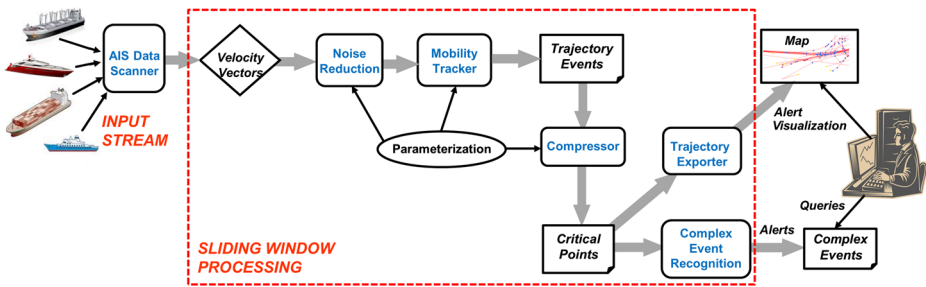 AIS Data
Scanner
INPUT
STREAM
Velocity
Vectors
Noise
Reduction
Mobility
Tracker
Trajectory
Events
Map
Alert
Visualization
Parameterization
Compressor
Trajectory
Exporter
Queries
SLIDING WINDOW
PROCESSING
Critical
Points
Complex
Event
Recognition
Alerts
Complex
Events